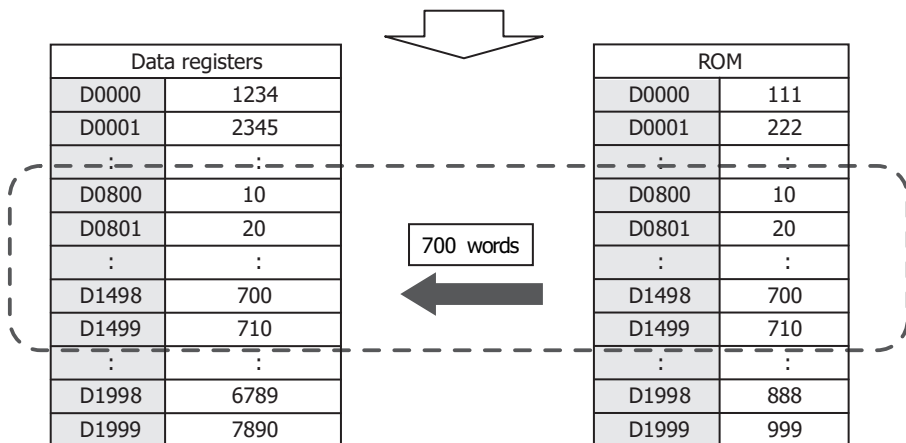 Data registers ROM
D0000 1234 D0000 111
D0001 2345 D0001 222
: : : :
D0800 10 D0800 10
D0801 20 D0801 20
700 words
: : : :
D1498 700 D1498 700
D1499 710 D1499 710
: : : :
D1998 6789 D1998 888
D1999 7890 D1999 999